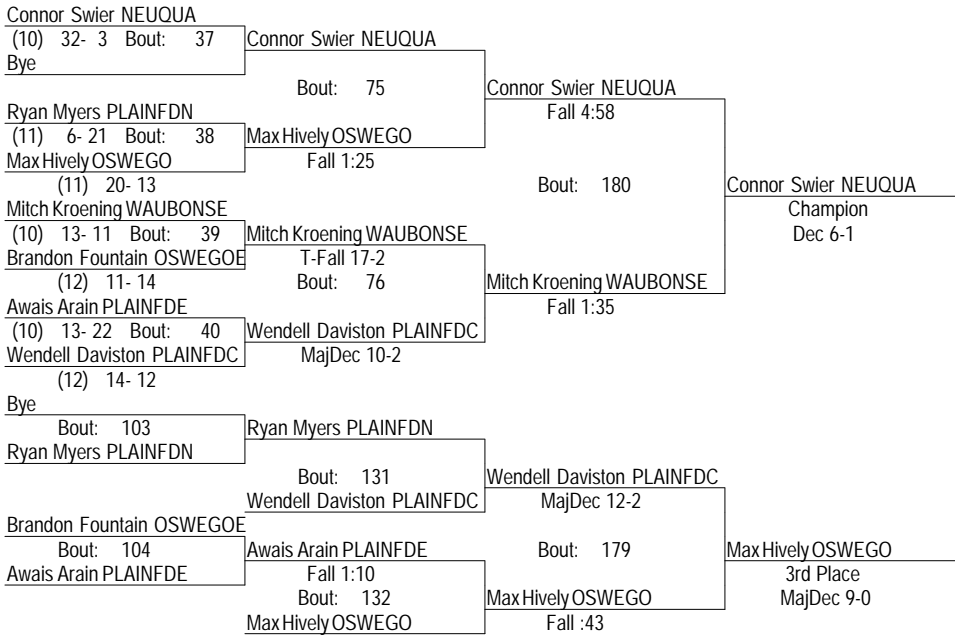 Connor Swier NEUQUA
(10) 32- 3 Bout: 37 Connor Swier NEUQUA
Bye
Bout: 75 Connor Swier NEUQUA
Ryan Myers PLAINFDN Fall 4:58
(11) 6- 21 Bout: 38 Max Hively OSWEGO
Max Hively OSWEGO Fall 1:25
(11) 20- 13 Bout: 180 Connor Swier NEUQUA
Mitch Kroening WAUBONSE Champion
(10) 13- 11 Bout: 39 Mitch Kroening WAUBONSE Dec 6-1
Brandon Fountain OSWEGOE T-Fall 17-2
(12) 11- 14 Bout: 76 Mitch Kroening WAUBONSE
Awais Arain PLAINFDE Fall 1:35
(10) 13- 22 Bout: 40 Wendell Daviston PLAINFDC
Wendell Daviston PLAINFDC MajDec 10-2
(12) 14- 12
Bye
Bout: 103 Ryan Myers PLAINFDN
Ryan Myers PLAINFDN
Bout: 131 Wendell Daviston PLAINFDC
Wendell Daviston PLAINFDC MajDec 12-2
Brandon Fountain OSWEGOE
Bout: 104 Awais Arain PLAINFDE Bout: 179 Max Hively OSWEGO
Awais Arain PLAINFDE Fall 1:10 3rd Place
Bout: 132 Max Hively OSWEGO MajDec 9-0
Max Hively OSWEGO Fall :43